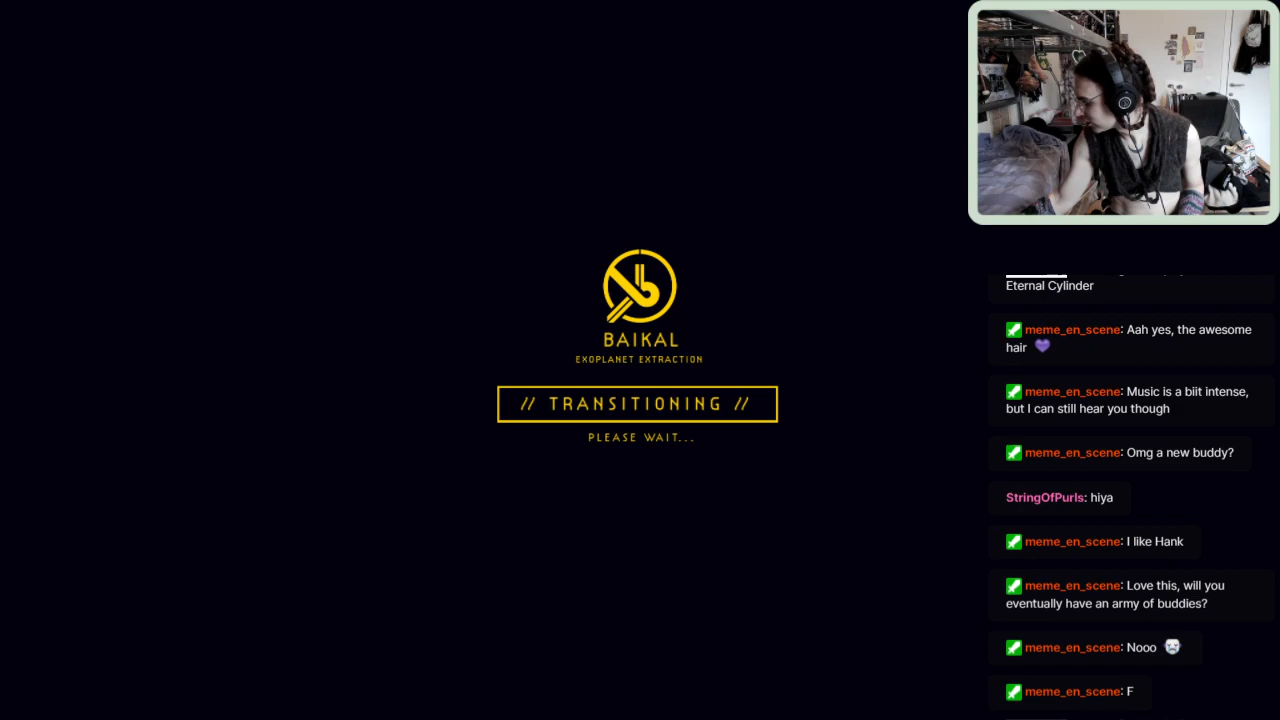 BAIKAL
EXOPLANET EXTRACTION
// TRANSITIONING //
PLEASE WAIT...
Eternal Cylinder
meme_en_scene: Aah yes, the awesome
hair
meme_en_scene: Music is a biit intense,
but I can still hear you though
meme_en_scene: Omg a new buddy?
StringOfPurls: hiya
meme_en_scene: I like Hank
meme_en_scene: Love this, will you
eventually have an army of buddies?
meme_en_scene: Nooo
meme_en_scene: F